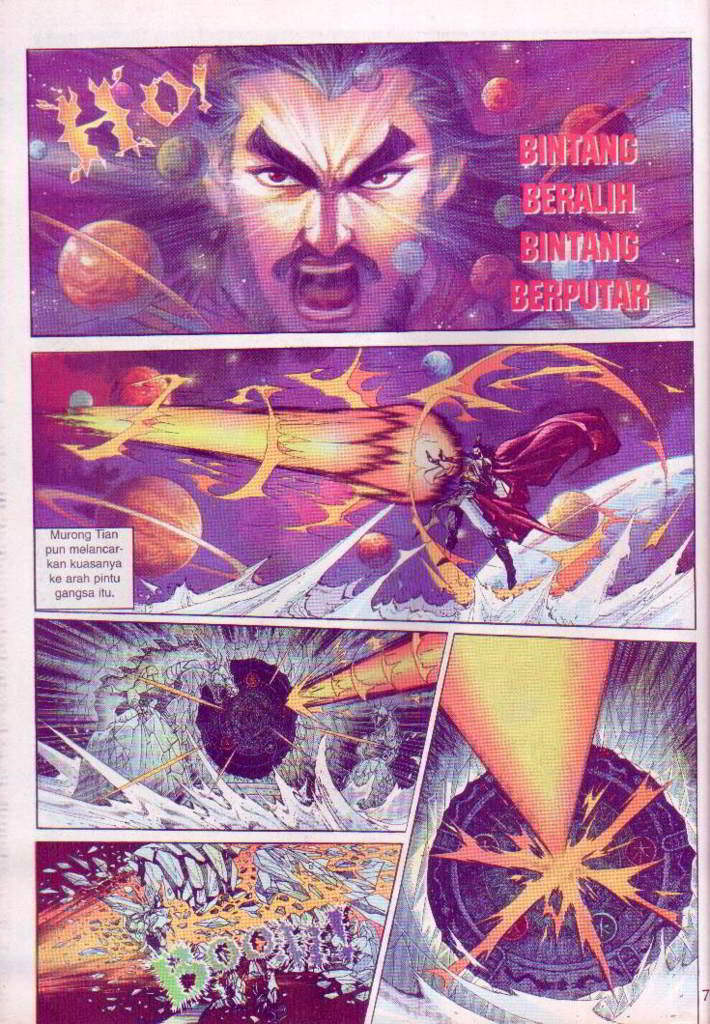 HO!
BINTANG
BERALIH
BINTANG
BERPUTAR
Murong Tian
pun melancar-
kan kuasanya
ke arah pintu
gangsa itu.
BOOM!
7